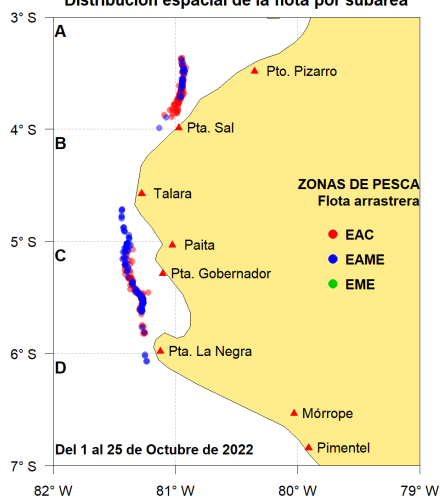 Distribución espacial de la flota por subárea
3° S
A
Pto. Pizarro
4° S
Pta. Sal
B
ZONAS DE PESCA
Flota arrastrera
Talara
EAC
5° S
Paita
C
EAME
Pta. Gobernador
EME
6° S
Pta. La Negra
D
Mórrope
Del 1 al 25 de Octubre de 2022
Pimentel
7° S
82° W
81° W
80° W
79° W